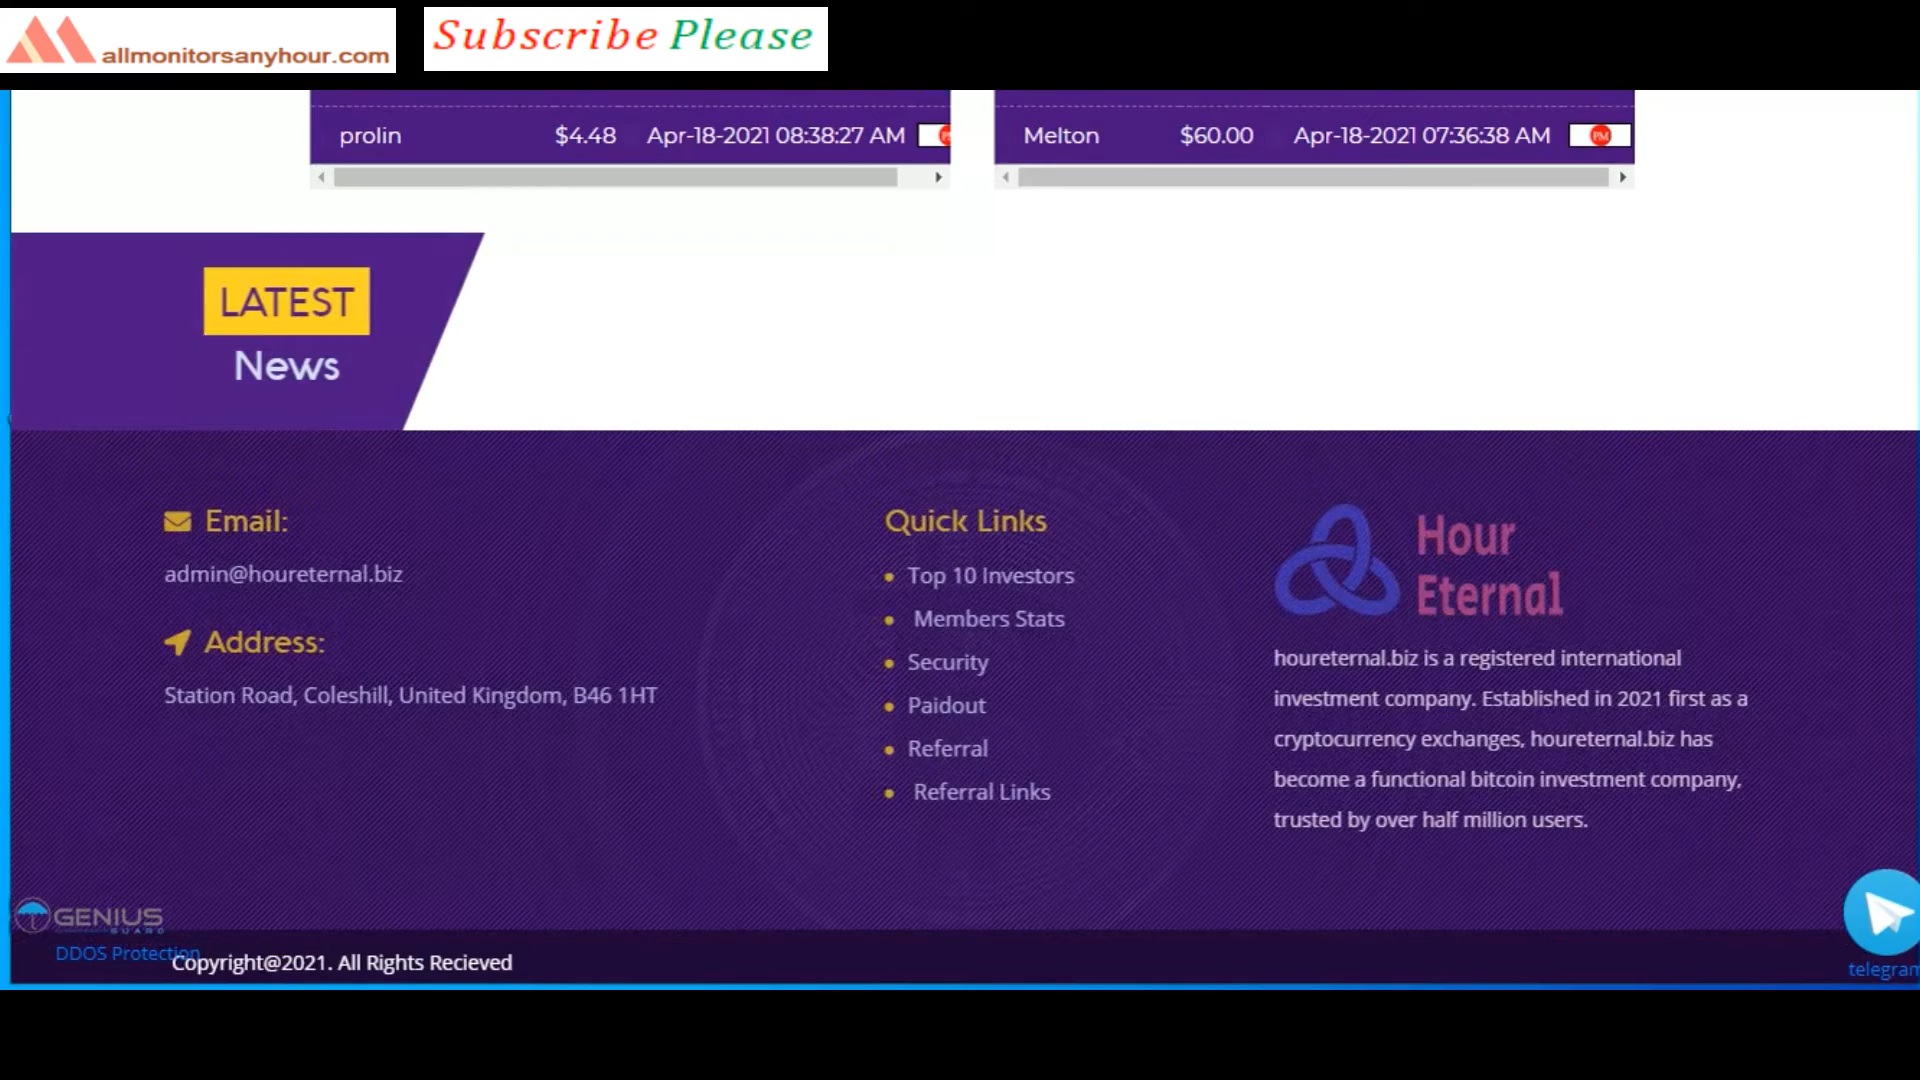 allmonitorsanyhour.com
Subscribe Please
prolin $4.48 Apr-18-2021 08:38:27 AM
Melton $60.00 Apr-18-2021 07:36:38 AM PM
LATEST
News
Email:
admin@houreternal.biz
Address:
Station Road, Coleshill, United Kingdom, B46 1HT
Quick Links
Top 10 Investors
Members Stats
Security
Paidout
Referral
Referral Links
Hour
Eternal
houreternal.biz is a registered international
investment company. Established in 2021 first as a
cryptocurrency exchanges, houreternal.biz has
become a functional bitcoin investment company,
trusted by over half million users.
GENIUS
GUARD
DDOS Protection
Copyright@2021. All Rights Recieved
telegram